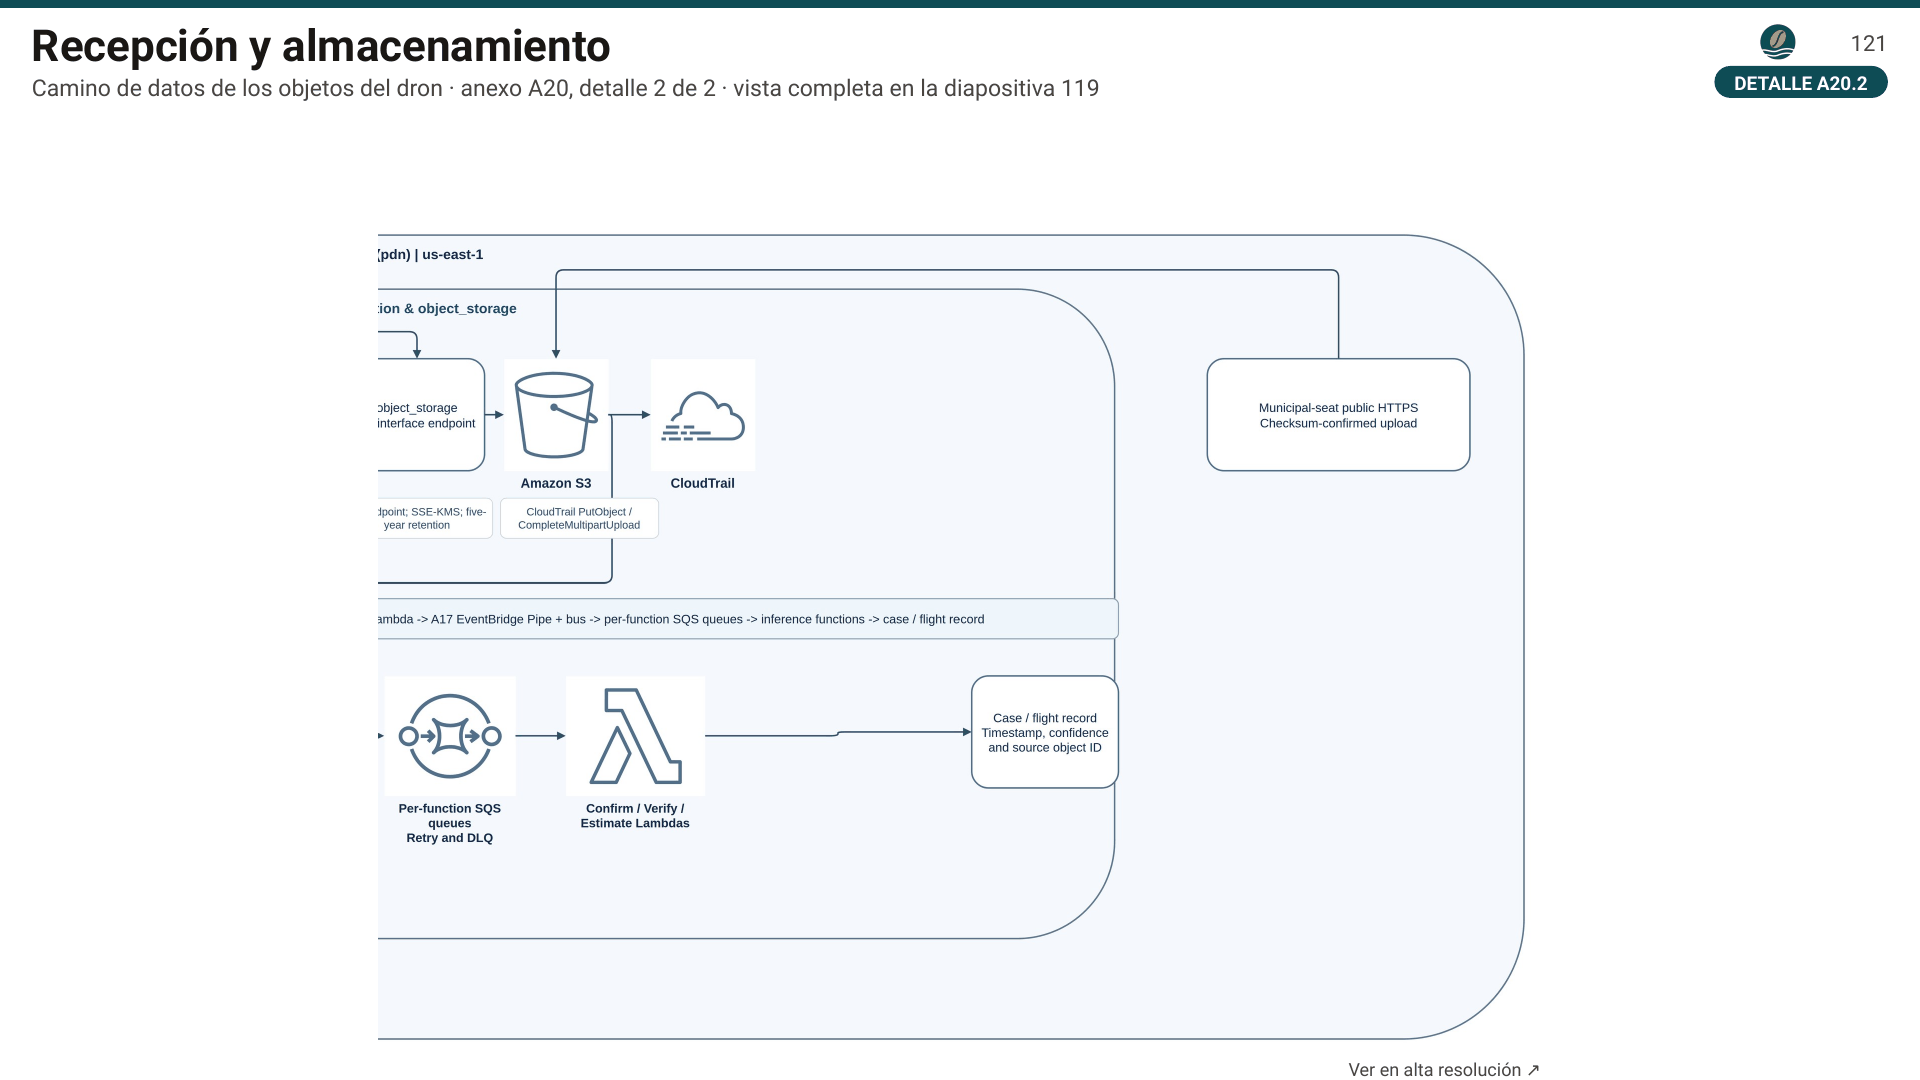 Recepción y almacenamiento
121
Camino de datos de los objetos del dron · anexo A20, detalle 2 de 2 · vista completa en la diapositiva 119
DETALLE A20.2
(pdn) | us-east-1
tion & object_storage
object_storage
interface endpoint
Amazon S3
CloudTrail
Municipal-seat public HTTPS
Checksum-confirmed upload
dpoint; SSE-KMS; five-
year retention
CloudTrail PutObject /
CompleteMultipartUpload
ambda -> A17 EventBridge Pipe + bus -> per-function SQS queues -> inference functions -> case / flight record
Per-function SQS
queues
Retry and DLQ
Confirm / Verify /
Estimate Lambdas
Case / flight record
Timestamp, confidence
and source object ID
Ver en alta resolución ↗